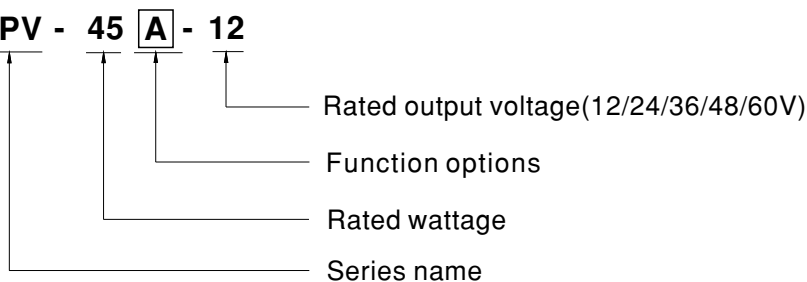 PV - 45 A - 12
Rated output voltage(12/24/36/48/60V)
Function options
Rated wattage
Series name